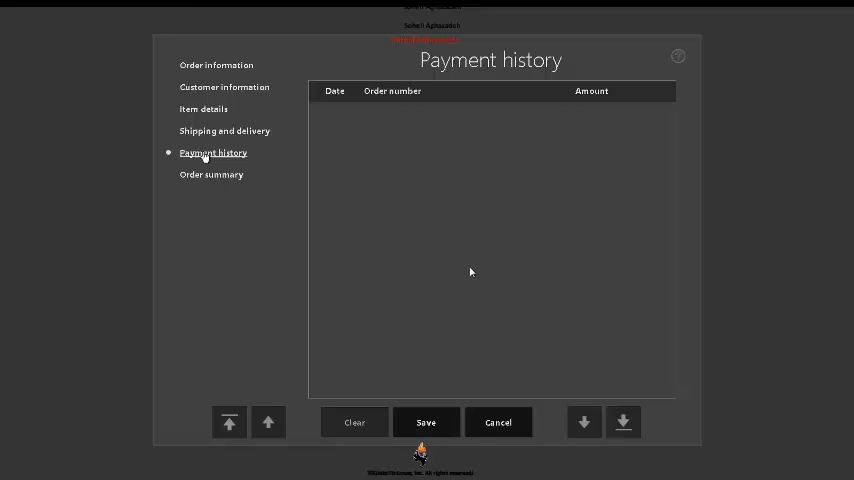 Soheil Aghazadeh
Payment history
Order information
Customer information
Item details
Shipping and delivery
Payment history
Order summary
Date Order number Amount
Clear Save Cancel